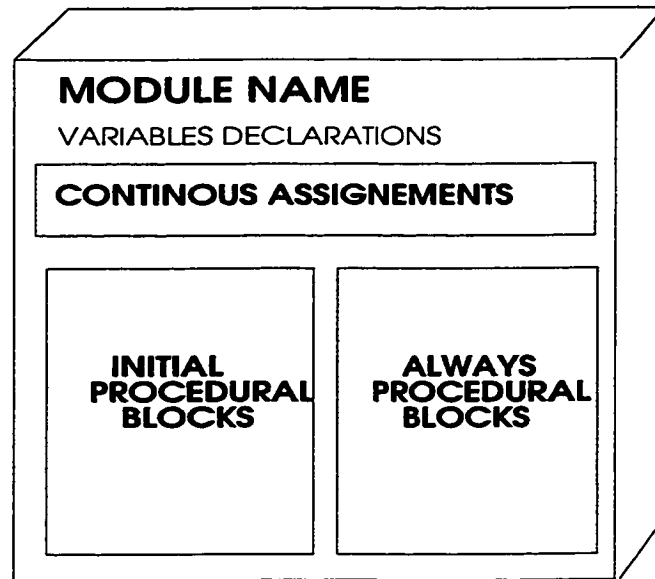 MODULE NAME
VARIABLES DECLARATIONS
CONTINOUS ASSIGNEMENTS
INITIAL
PROCEDURAL
BLOCKS
ALWAYS
PROCEDURAL
BLOCKS